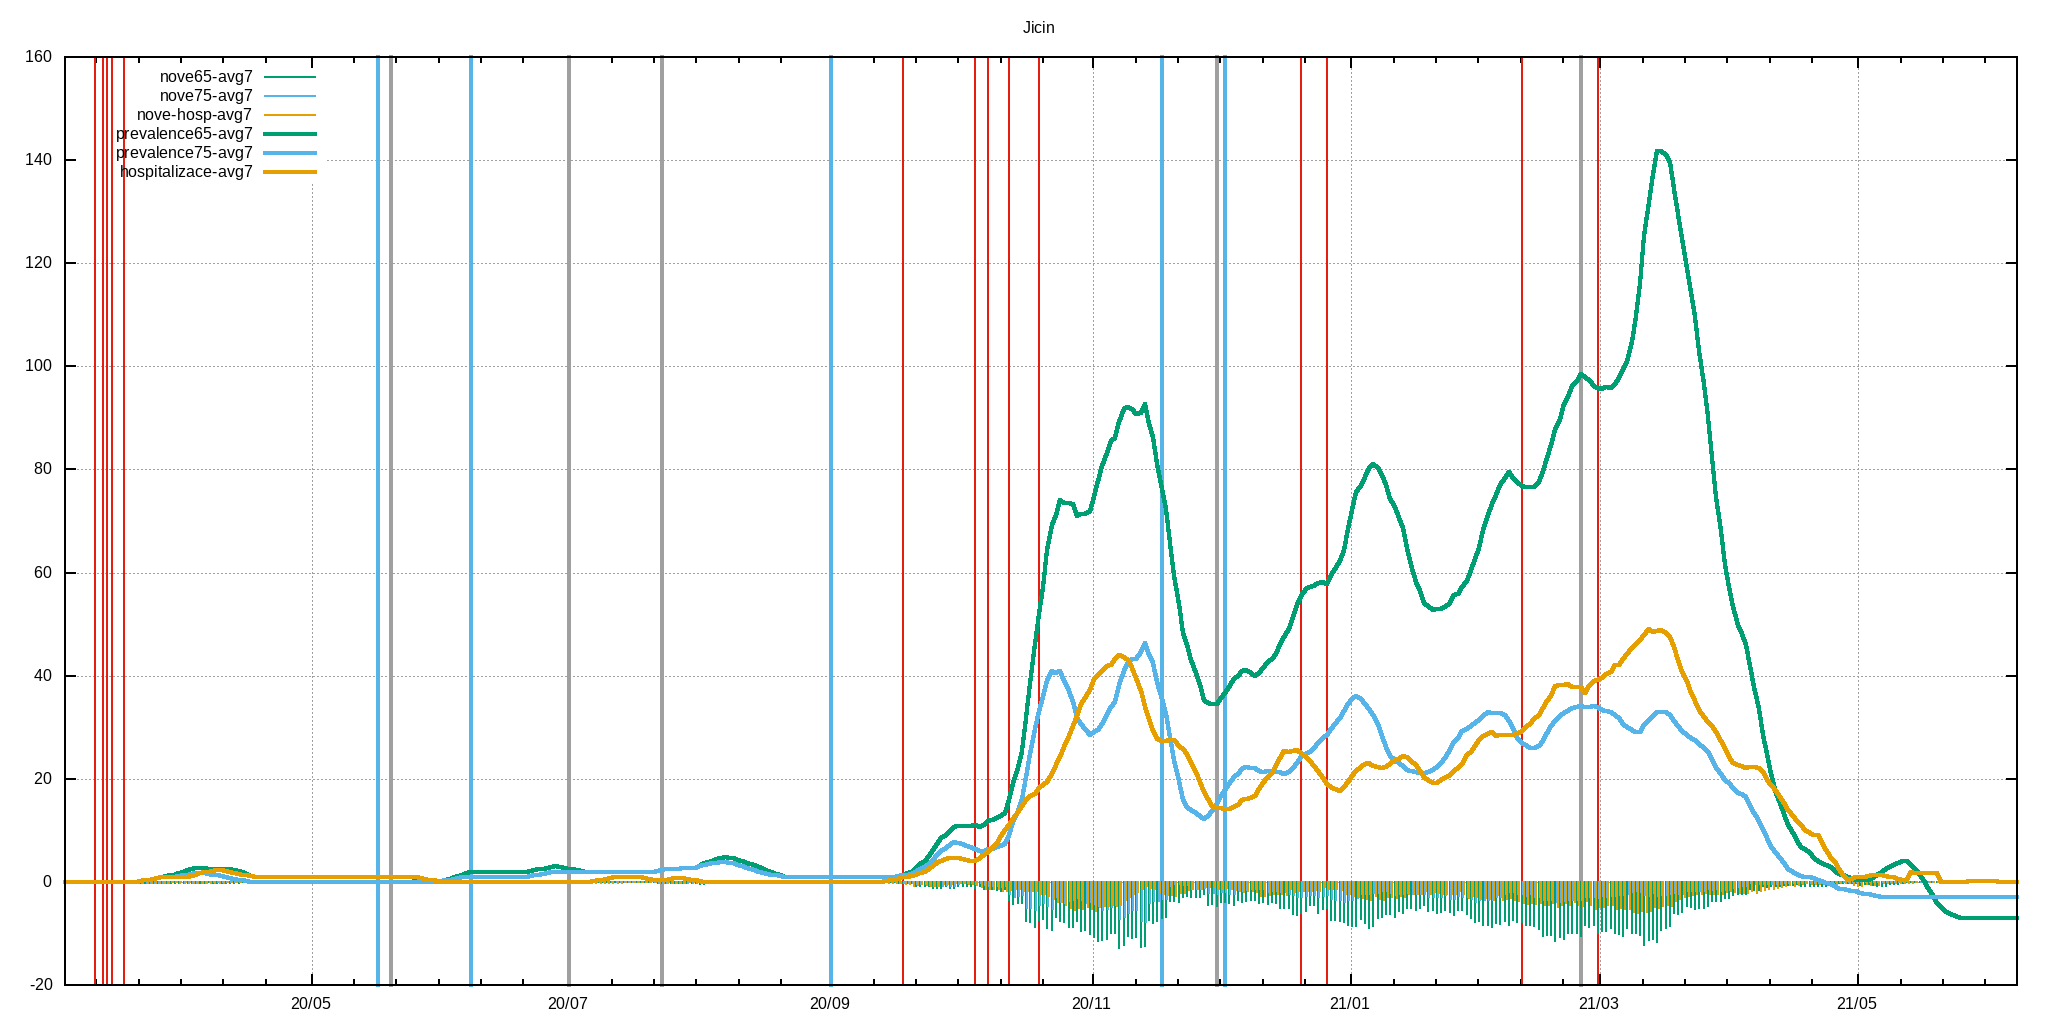 Jicin
160
140
120
100
80
60
40
20
0
-20
nove65-avg7
nove75-avg7
nove-hosp-avg7
prevalence65-avg7
prevalence75-avg7
hospitalizace-avg7
20/05 20/07 20/09 20/11 21/01 21/03 21/05